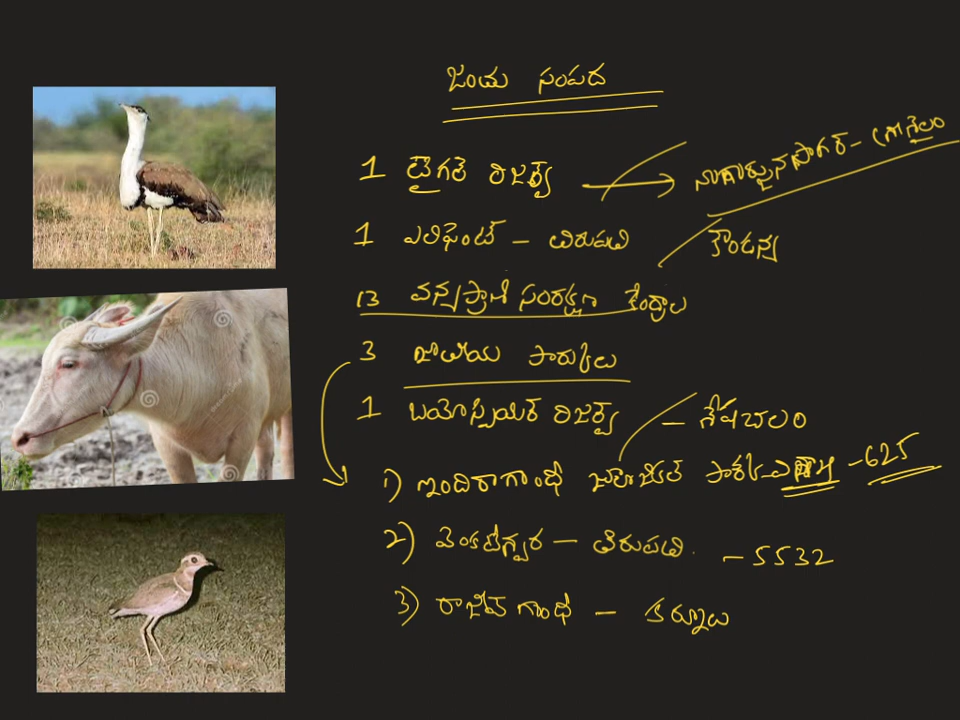 జంతు సంపద
1 టైగర్ రిజర్వ్ → నాగార్జునసాగర్ - శ్రీశైలం
1 ఎలిఫెంట్ - తిరుపతి కౌండిన్య
13 వన్యప్రాణి సంరక్షణ కేంద్రాలు
3 జాతీయ పార్కులు
1 బయోస్పియర్ రిజర్వ్ - శేషాచలం
1) ఇందిరాగాంధీ జులాజికల్ పార్క్ - 625
2) వెంకటేశ్వర - తిరుపతి - 5532
3) రాజీవ్ గాంధీ - కర్నూలు